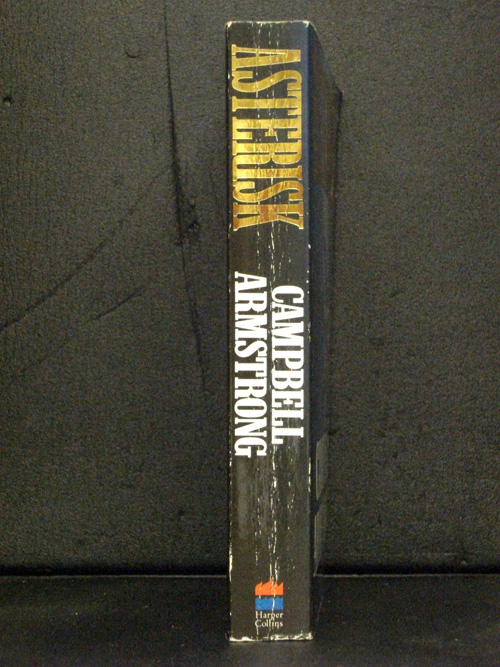 ASTERISK
CAMPBELL
ARMSTRONG
Harper
Collins